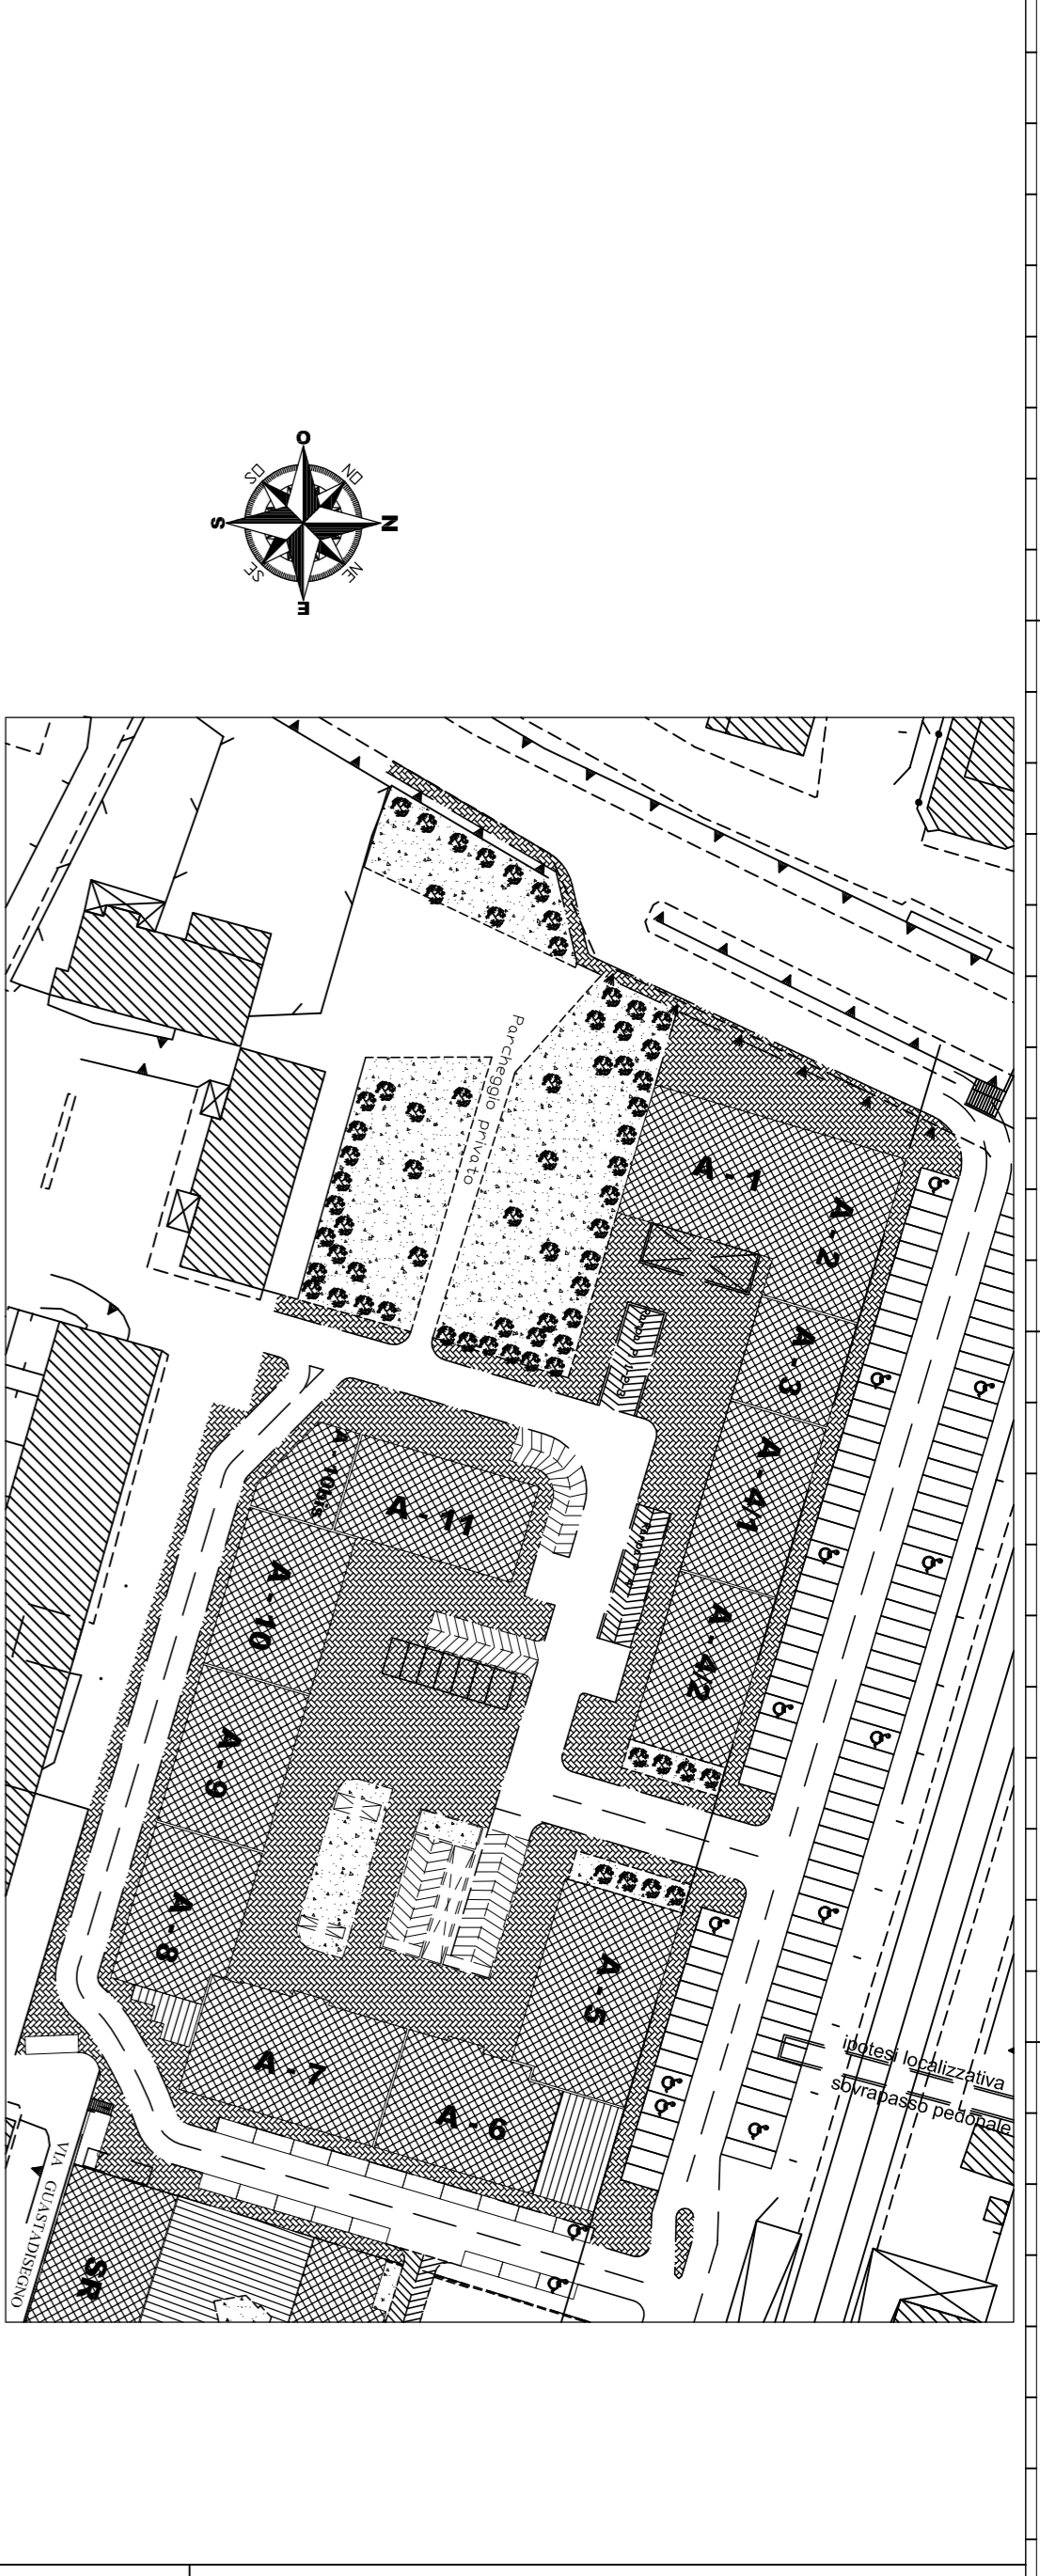 O
SO
NO
S
N
SE
NE
E
Parcheggio privato
A - 1
A - 2
A - 3
A - 4/1
A - 4/2
A - 10bis
A - 11
A - 10
A - 9
A - 8
A - 7
A - 6
A - 5
ipotesi localizzativa
sovrapasso pedonale
VIA GUASTADISEGNO
SR